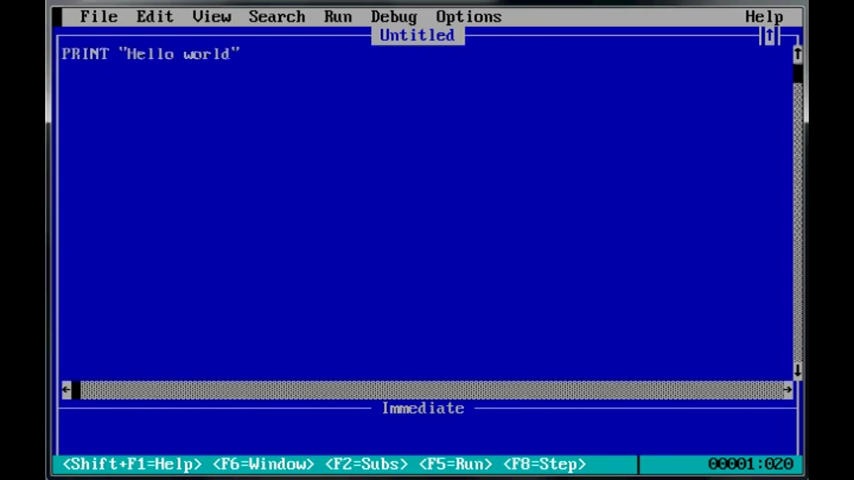 File Edit View Search Run Debug Options Help
Untitled
PRINT "Hello world"
Immediate
<Shift+F1=Help> <F6=Window> <F2=Subs> <F5=Run> <F8=Step> 00001:020